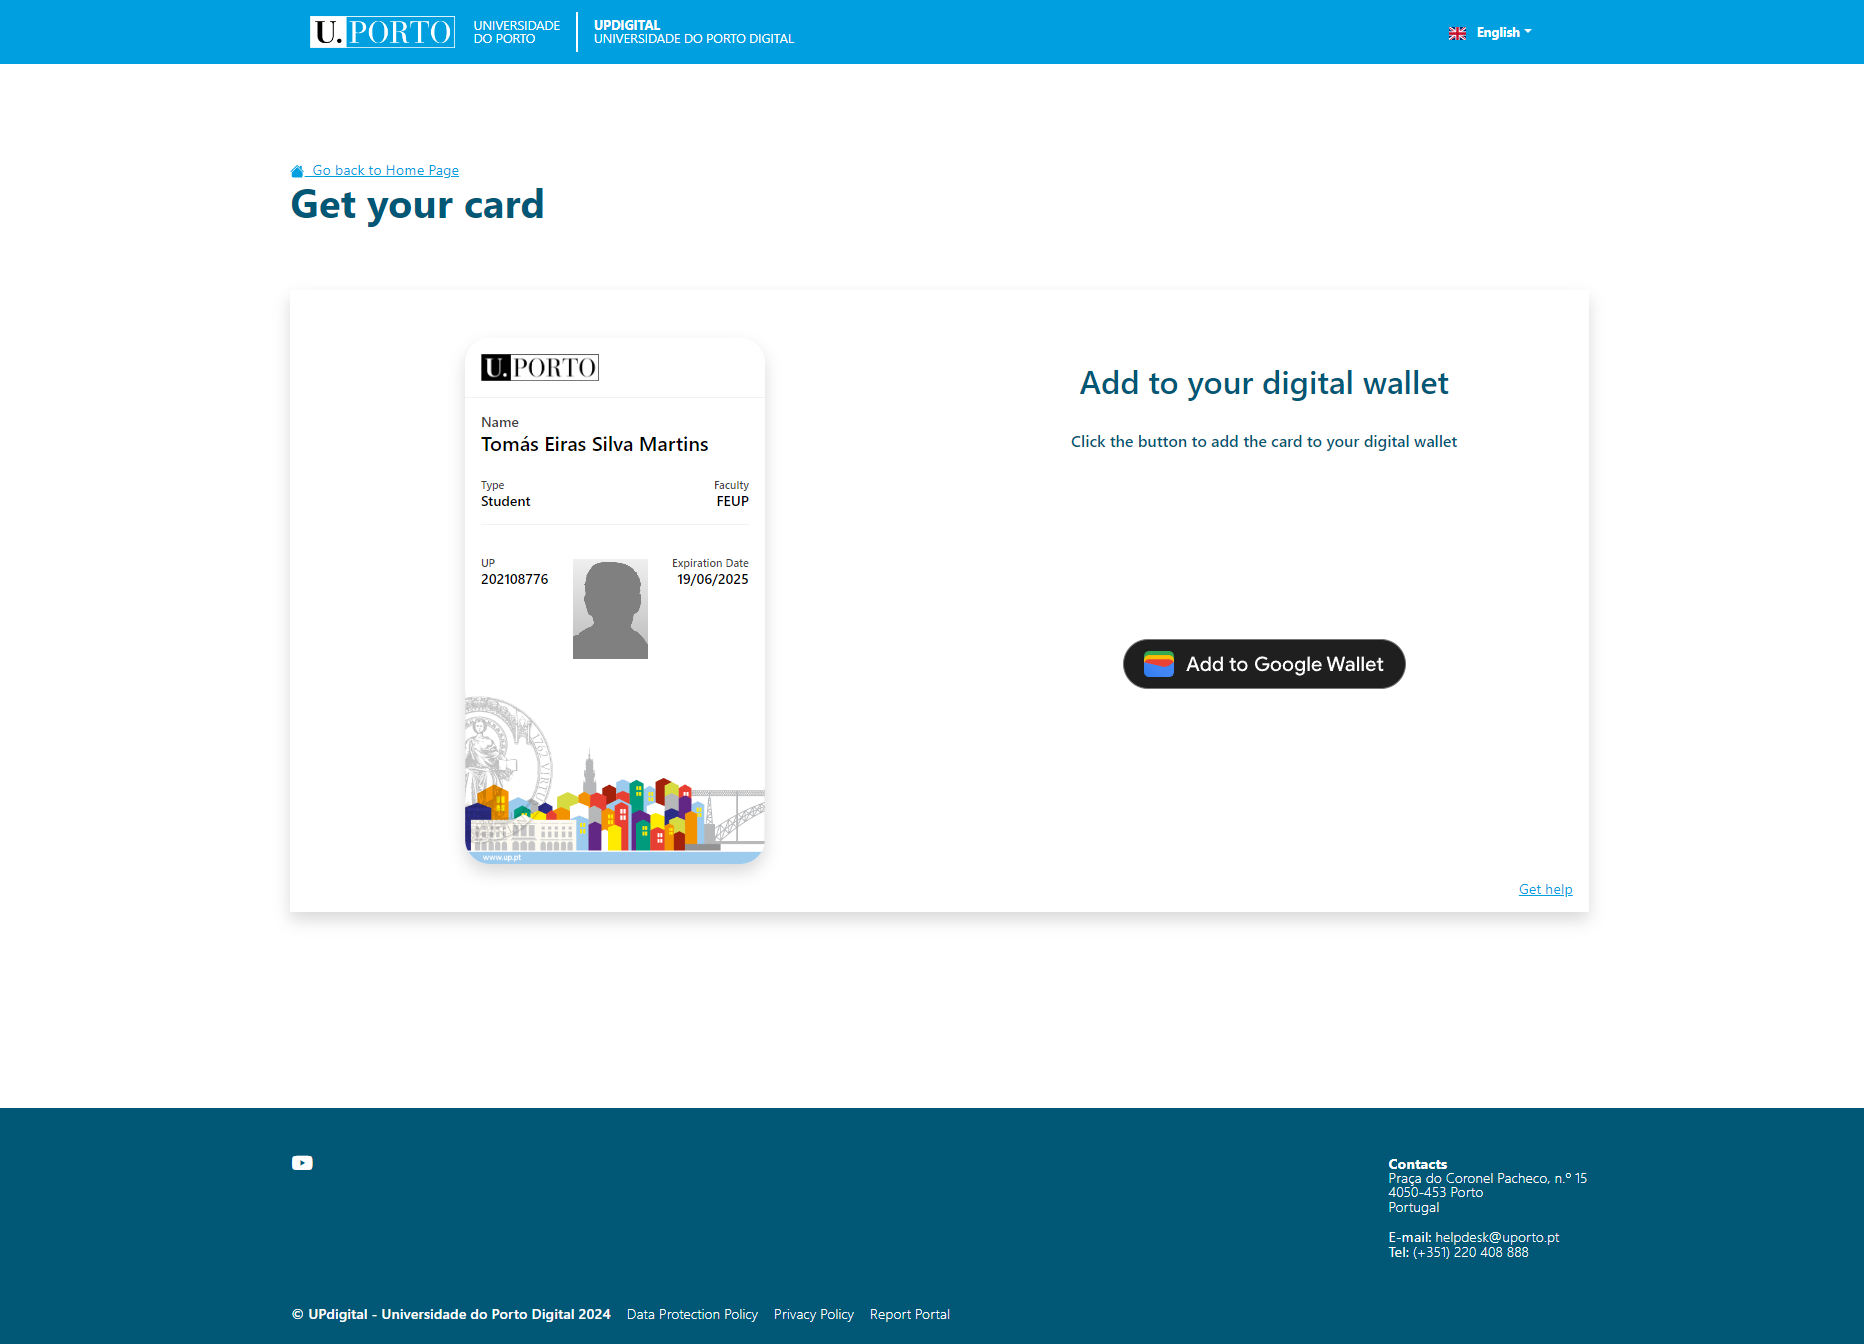 U.PORTO
UNIVERSIDADE
DO PORTO
UPDIGITAL
UNIVERSIDADE DO PORTO DIGITAL
English
Go back to Home Page
Get your card
U.PORTO
Name
Tomás Eiras Silva Martins
Type
Faculty
Student
FEUP
UP
Expiration Date
202108776
19/06/2025
www.up.pt
Add to your digital wallet
Click the button to add the card to your digital wallet
Add to Google Wallet
Get help
Contacts
Praça do Coronel Pacheco, n.º 15
4050-453 Porto
Portugal
E-mail: helpdesk@uporto.pt
Tel: (+351) 220 408 888
© UPdigital - Universidade do Porto Digital 2024 Data Protection Policy Privacy Policy Report Portal